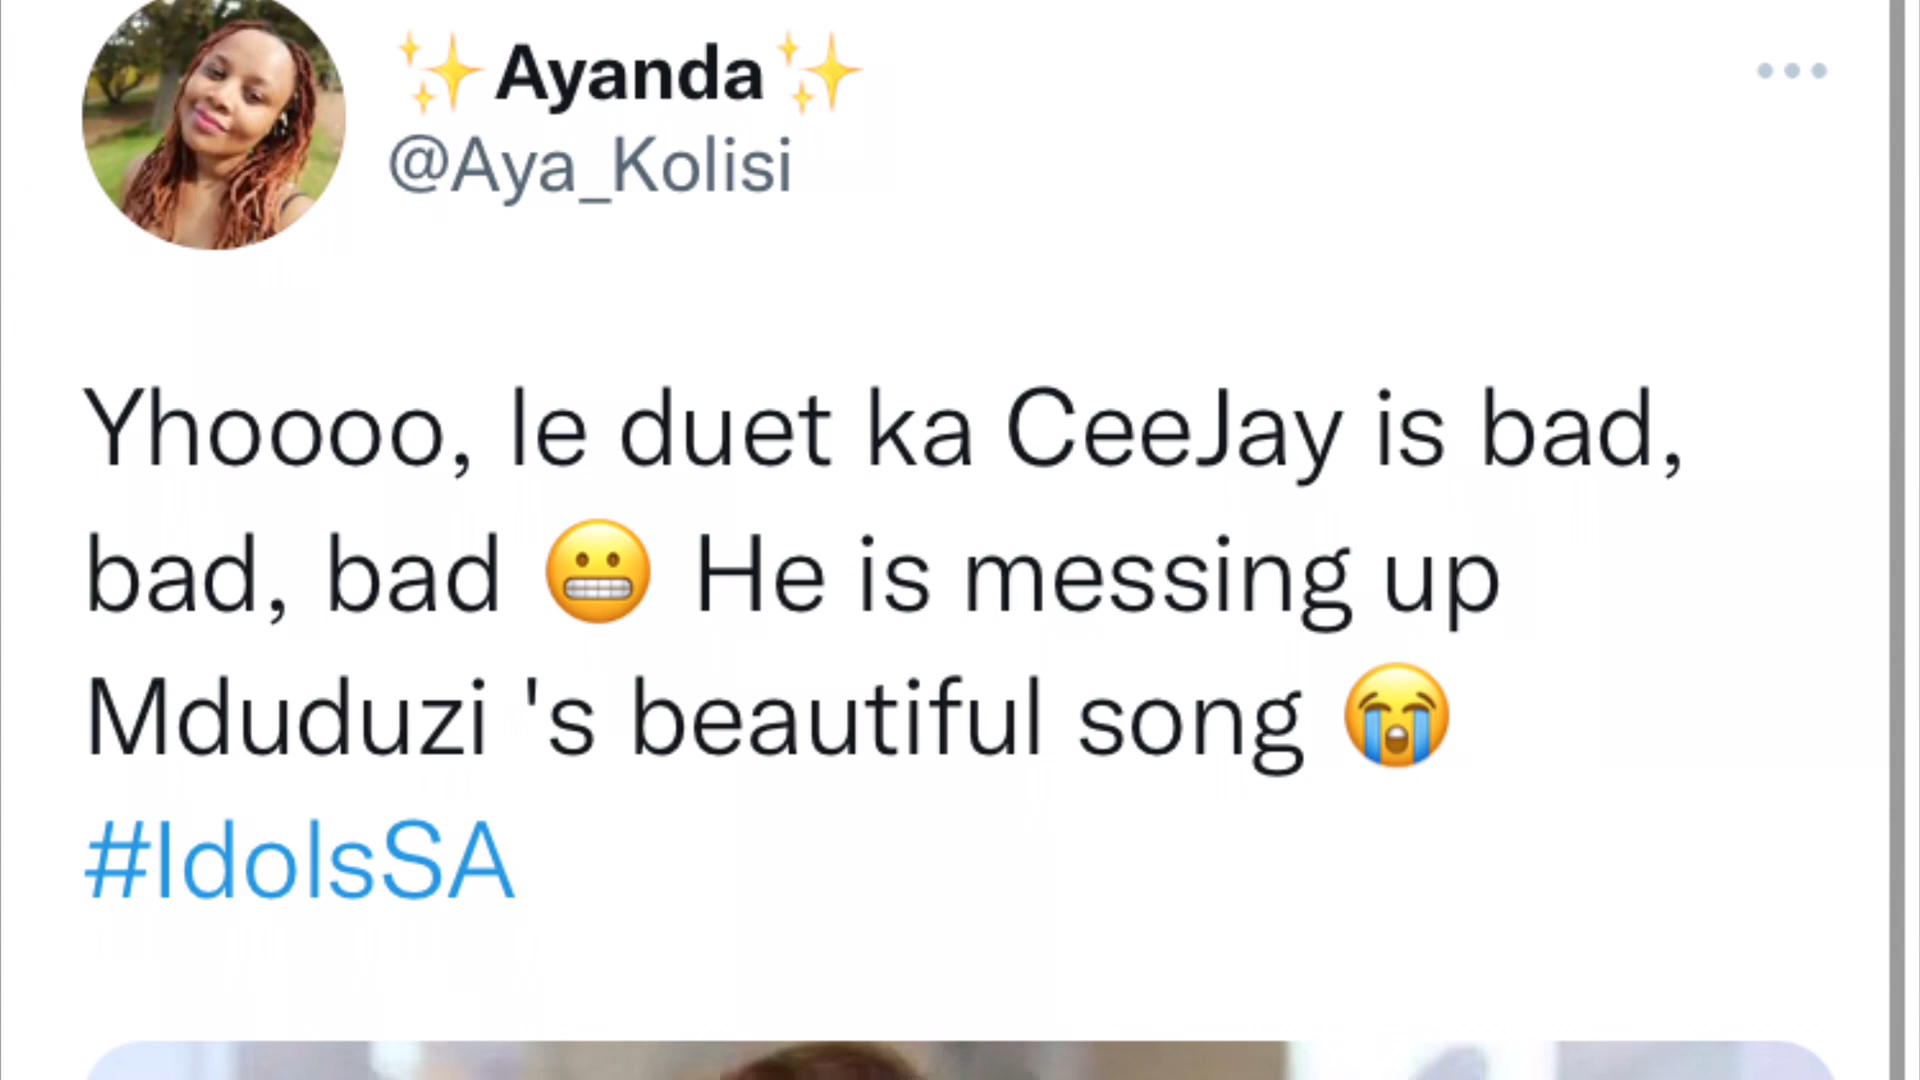 ✨Ayanda✨
@Aya_Kolisi
Yhoooo, le duet ka CeeJay is bad,
bad, bad 😬 He is messing up
Mduduzi 's beautiful song 😭
#IdolsSA